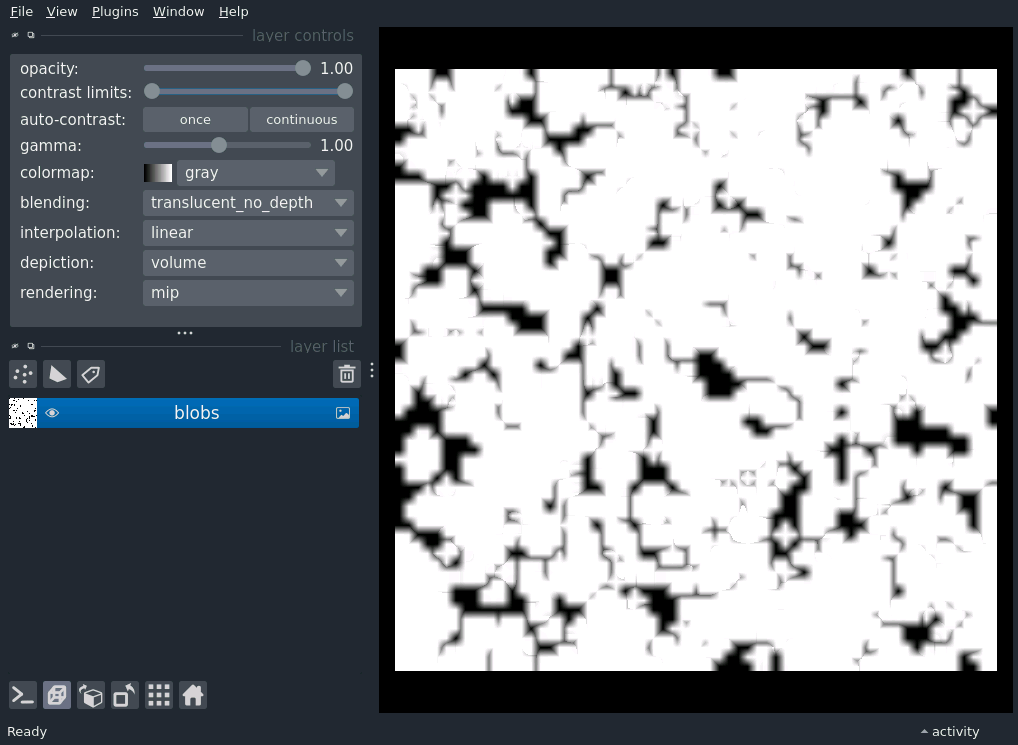 File View Plugins Window Help
layer controls
opacity: 1.00
contrast limits:
auto-contrast: once continuous
gamma: 1.00
colormap: gray
blending: translucent_no_depth
interpolation: linear
depiction: volume
rendering: mip
layer list
blobs
Ready activity